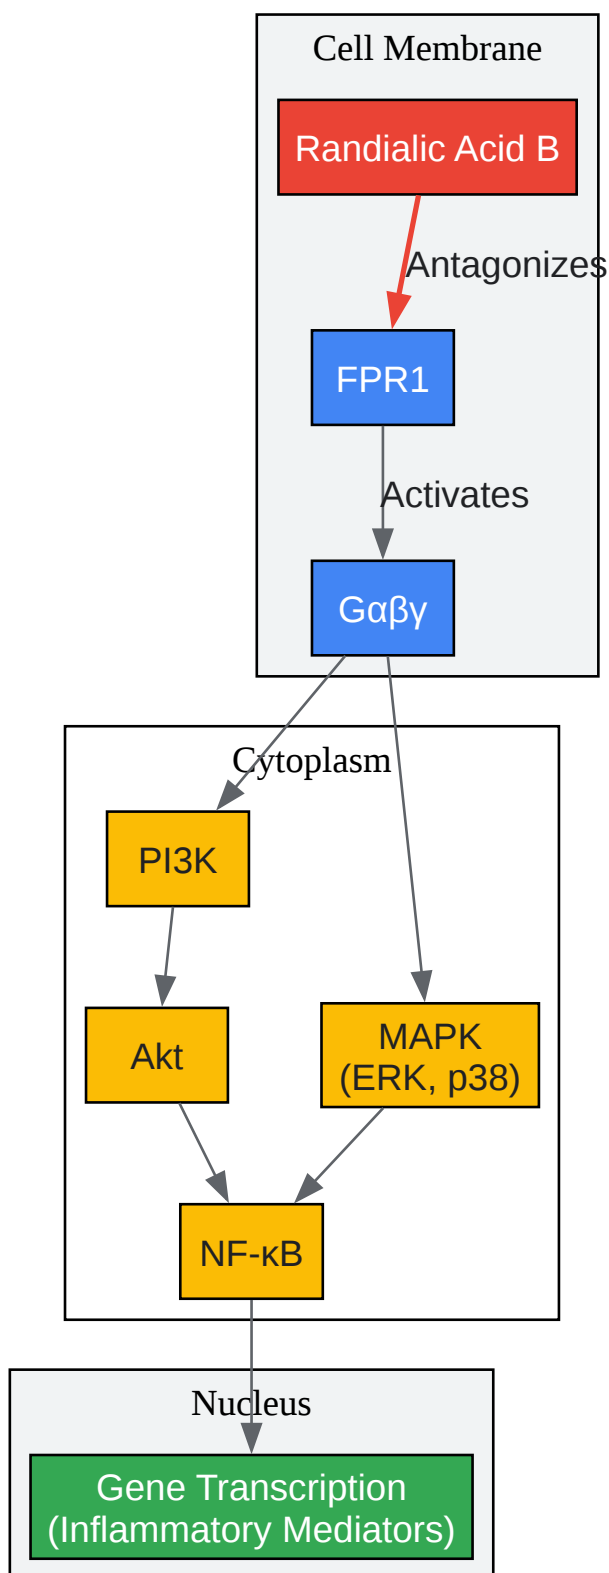 Cell Membrane
Randialic Acid B
Antagonizes
FPR1
Activates
Gαβγ
Cytoplasm
PI3K
Akt
MAPK
(ERK, p38)
NF-κB
Nucleus
Gene Transcription
(Inflammatory Mediators)